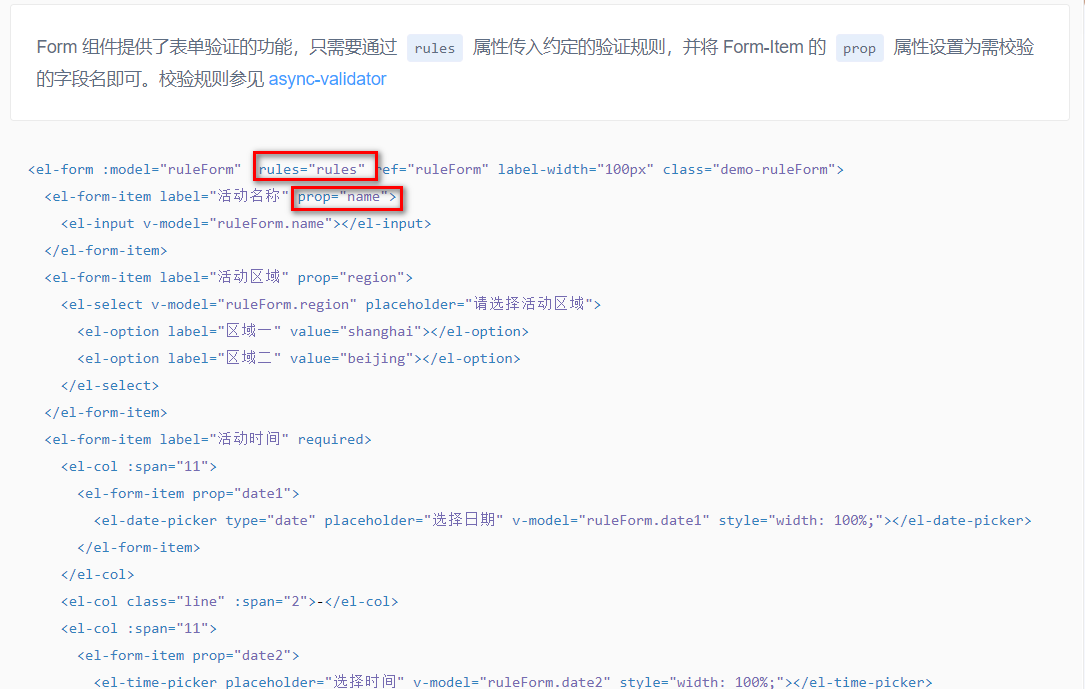 Form 组件提供了表单验证的功能，只需要通过 rules 属性传入约定的验证规则，并将 Form-Item 的 prop 属性设置为需校验
的字段名即可。校验规则参见 async-validator
<el-form :model="ruleForm" rules="rules" ref="ruleForm" label-width="100px" class="demo-ruleForm">
<el-form-item label="活动名称" prop="name">
<el-input v-model="ruleForm.name"></el-input>
</el-form-item>
<el-form-item label="活动区域" prop="region">
<el-select v-model="ruleForm.region" placeholder="请选择活动区域">
<el-option label="区域一" value="shanghai"></el-option>
<el-option label="区域二" value="beijing"></el-option>
</el-select>
</el-form-item>
<el-form-item label="活动时间" required>
<el-col :span="11">
<el-form-item prop="date1">
<el-date-picker type="date" placeholder="选择日期" v-model="ruleForm.date1" style="width: 100%;"></el-date-picker>
</el-form-item>
</el-col>
<el-col class="line" :span="2">-</el-col>
<el-col :span="11">
<el-form-item prop="date2">
<el-time-picker placeholder="选择时间" v-model="ruleForm.date2" style="width: 100%;"></el-time-picker>